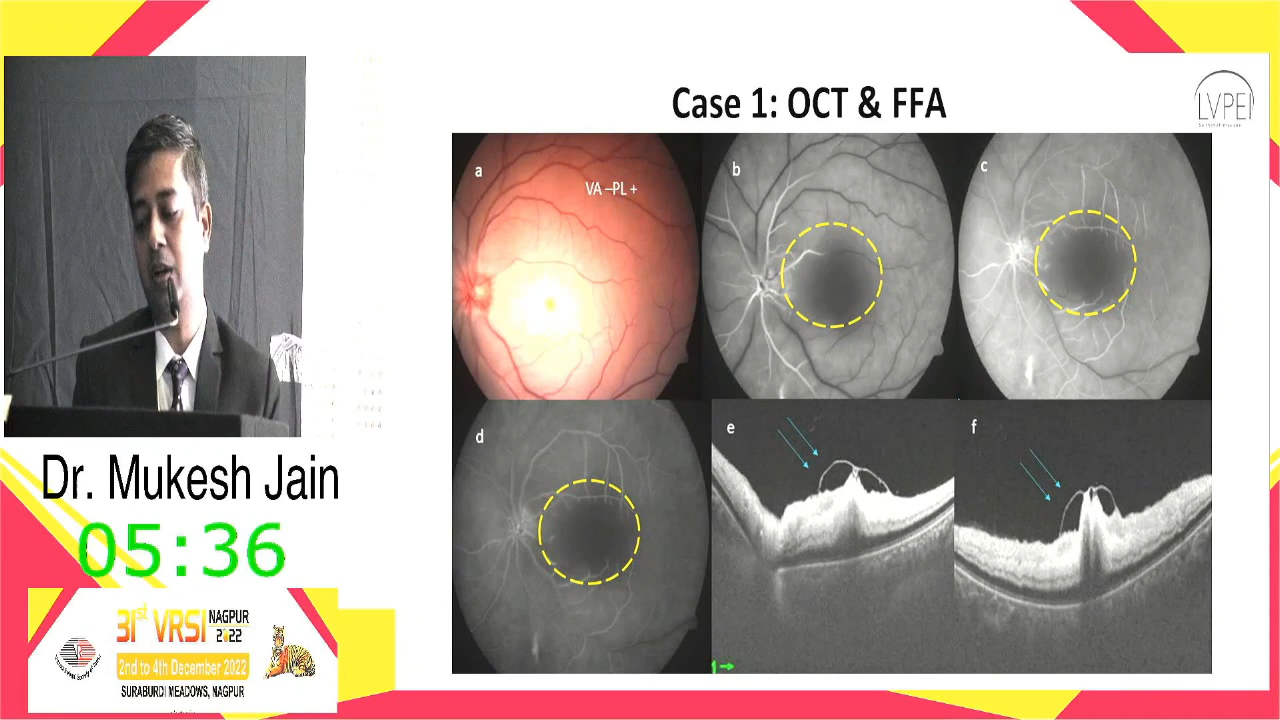 Case 1: OCT & FFA
LVPEI
a
VA –PL +
b
c
d
e
f
1
Dr. Mukesh Jain
05:36
31st VRSI NAGPUR
2022
2nd to 4th December 2022
SURABURDI MEADOWS, NAGPUR